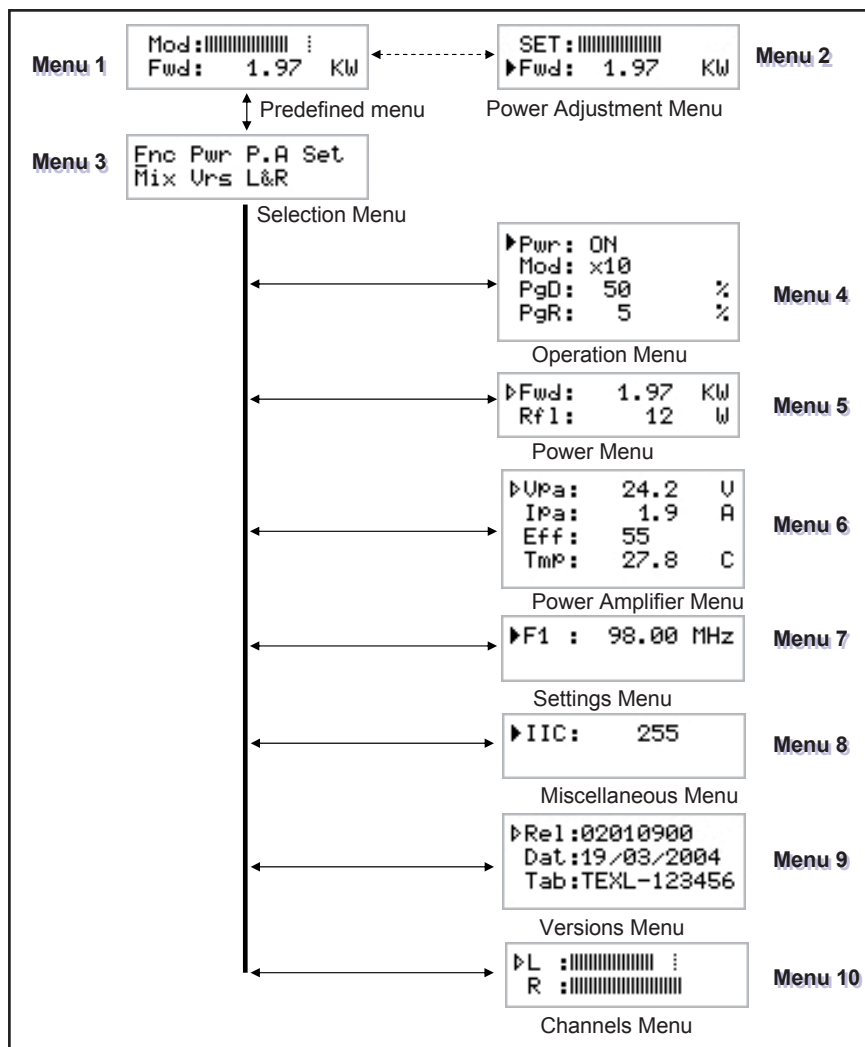 Menu 1
Mod:
Fwd: 1.97 KW
SET:
Fwd: 1.97 KW
Menu 2
Predefined menu
Power Adjustment Menu
Menu 3
Fnc Pwr P.A Set
Mix Vrs L&R
Selection Menu
Pwr: ON
Mod: x10
PgD: 50 %
PgR: 5 %
Menu 4
Operation Menu
Fwd: 1.97 KW
Rfl: 12 W
Menu 5
Power Menu
VPa: 24.2 V
IPa: 1.9 A
Eff: 55
TmP: 27.8 C
Menu 6
Power Amplifier Menu
F1 : 98.00 MHz
Menu 7
Settings Menu
IIC: 255
Menu 8
Miscellaneous Menu
Rel:02010900
Dat:19/03/2004
Tab:TEXL-123456
Menu 9
Versions Menu
L :
R :
Menu 10
Channels Menu